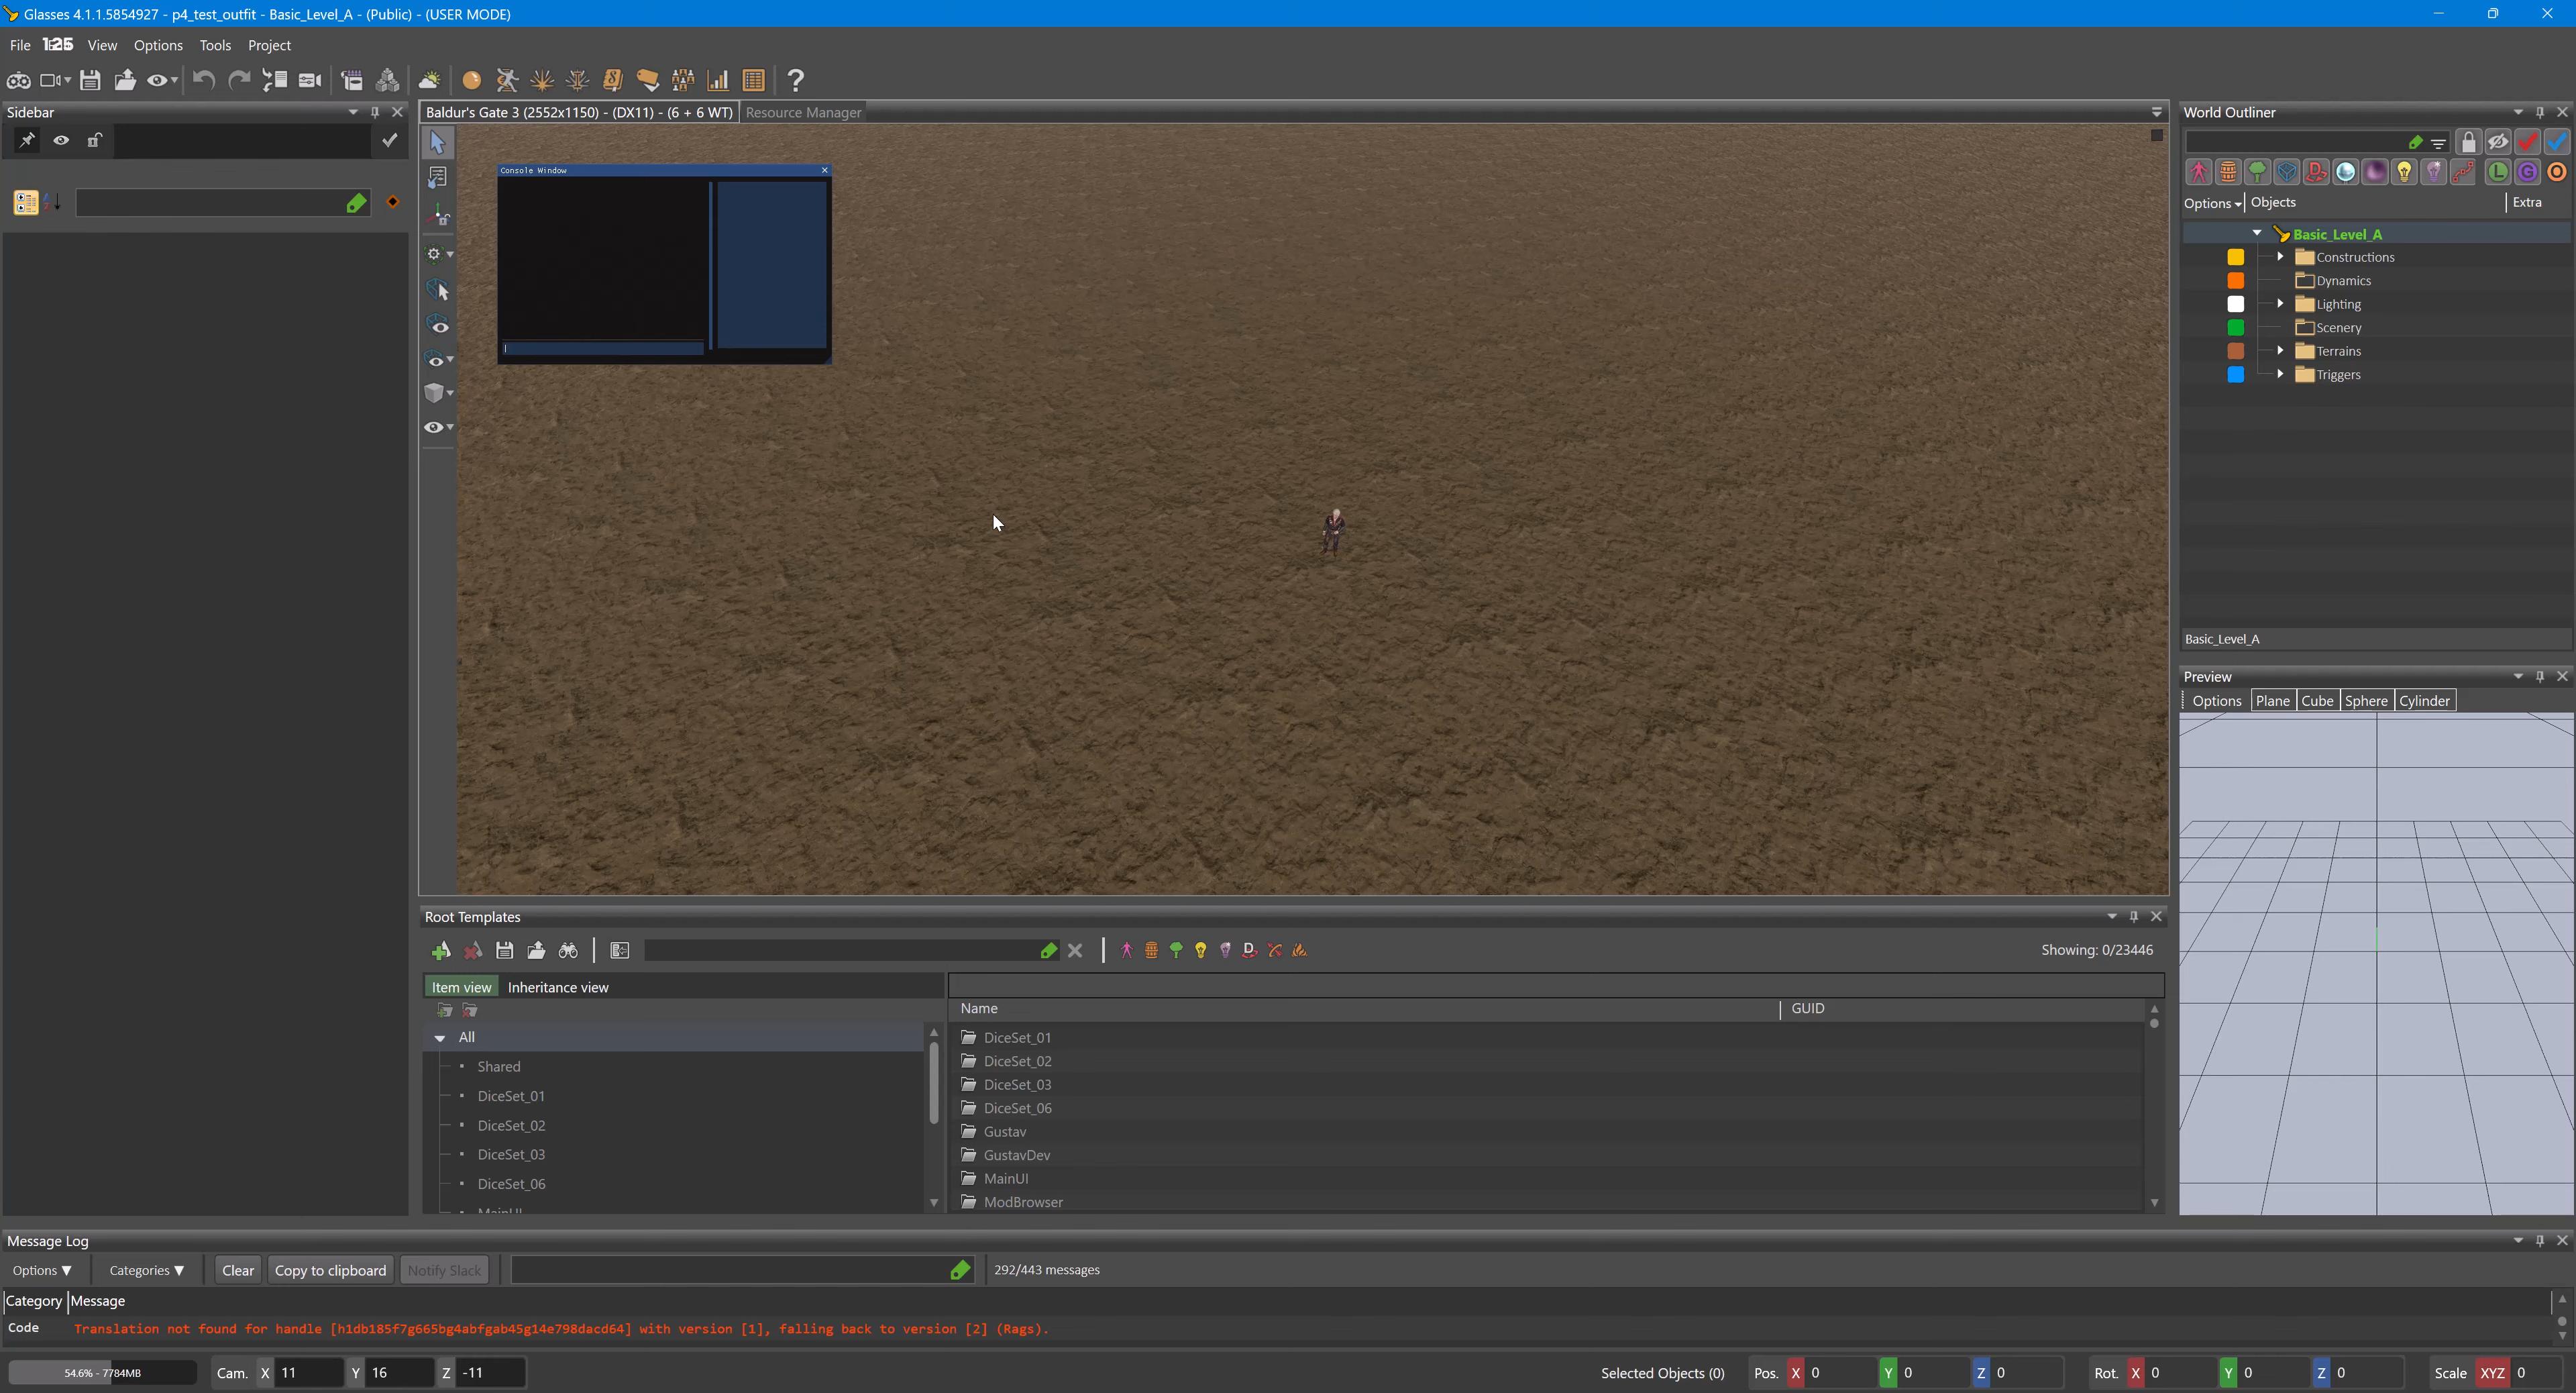 Glasses 4.1.1.5854927 - p4_test_outfit - Basic_Level_A - (Public) - (USER MODE)
File Edit View Options Tools Project
125
Sidebar
Baldur's Gate 3 (2552x1150) - (DX11) - (6 + 6 WT) Resource Manager
Console Window
World Outliner
Options Objects Extra
Basic_Level_A
Constructions
Dynamics
Lighting
Scenery
Terrains
Triggers
Basic_Level_A
Preview
Options Plane Cube Sphere Cylinder
Root Templates
Showing: 0/23446
Item view Inheritance view
Name GUID
All
Shared
DiceSet_01
DiceSet_02
DiceSet_03
DiceSet_06
MainUI
DiceSet_01
DiceSet_02
DiceSet_03
DiceSet_06
Gustav
GustavDev
MainUI
ModBrowser
Message Log
Options Categories Clear Copy to clipboard Notify Slack 292/443 messages
Category Message
Code Translation not found for handle [h1db185f7g665bg4abfgab45g14e798dacd64] with version [1], falling back to version [2] (Rags).
54.6% - 7784MB Cam. X 11 Y 16 Z -11 Selected Objects (0) Pos. X 0 Y 0 Z 0 Rot. X 0 Y 0 Z 0 Scale XYZ 0